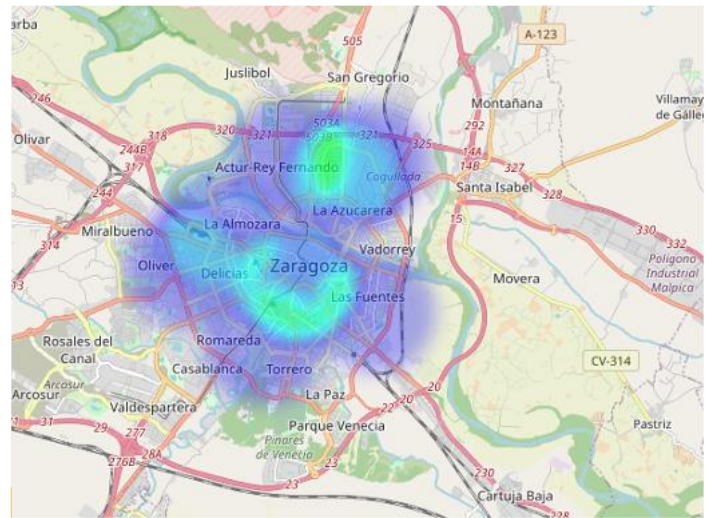 arba
505
A-123
Juslibol
San Gregorio
246
Montañana
Villamay
de Gálleg
Olivar
318
320
321
503A
503B
321
325
292
244B
317
14A
14B
327
Actur-Rey Fernando
Cogullada
Santa Isabel
328
244
La Azucarera
15
330
332
314
Miralbueno
La Almozara
Vadorrey
Oliver
Delicias
Zaragoza
Movera
Polígono
Industrial
Malpica
13
Las Fuentes
Rosales del
Canal
Romareda
Casablanca
Torrero
CV-314
Arcosur
Arcosur
Valdespartera
La Paz
20
20
22
Parque Venecia
Pastriz
31
29
277
28A
276B
Pinares
de Venecia
23
23
230
Cartuja Baja
228